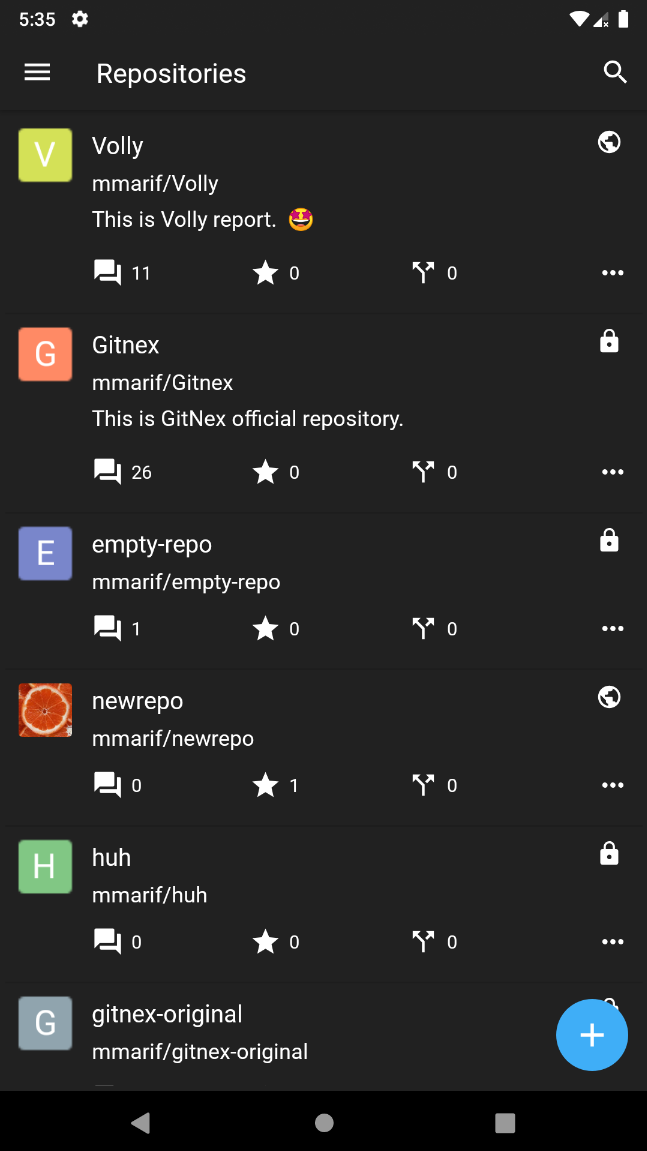 5:35
Repositories
V
Volly
mmarif/Volly
This is Volly report. 🤩
11 0 0
G
Gitnex
mmarif/Gitnex
This is GitNex official repository.
26 0 0
E
empty-repo
mmarif/empty-repo
1 0 0
newrepo
mmarif/newrepo
0 1 0
H
huh
mmarif/huh
0 0 0
G
gitnex-original
mmarif/gitnex-original